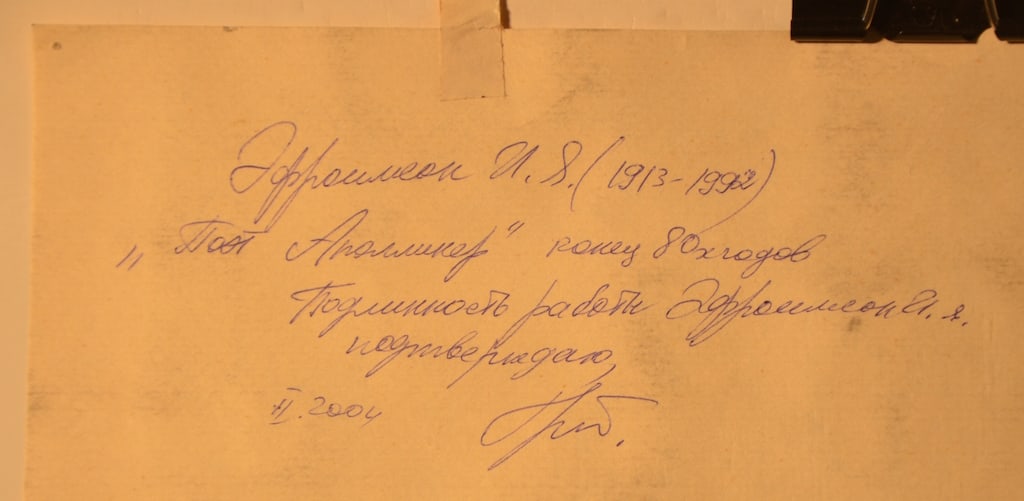 Эфроимсон И. Я. (1913-1992)
„Поэт Аполлинер" конец 80х годов
Подлинность работы Эфроимсон И. Я.
подтверждаю
II. 2004